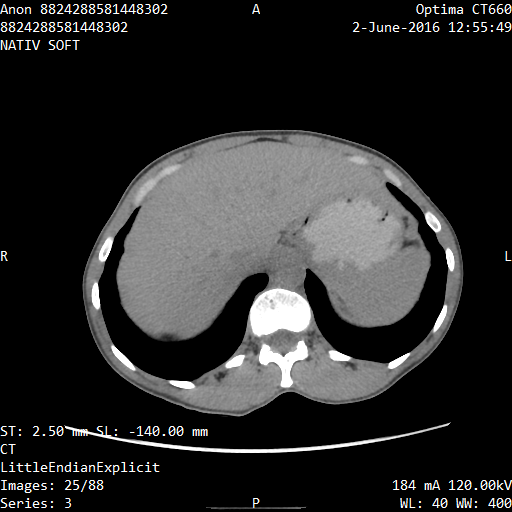 Anon 8824288581448302
A
Optima CT660
8824288581448302
2-June-2016 12:55:49
NATIV SOFT
R
L
ST: 2.50 mm SL: -140.00 mm
CT
LittleEndianExplicit
Images: 25/88
184 mA 120.00kV
Series: 3
P
WL: 40 WW: 400